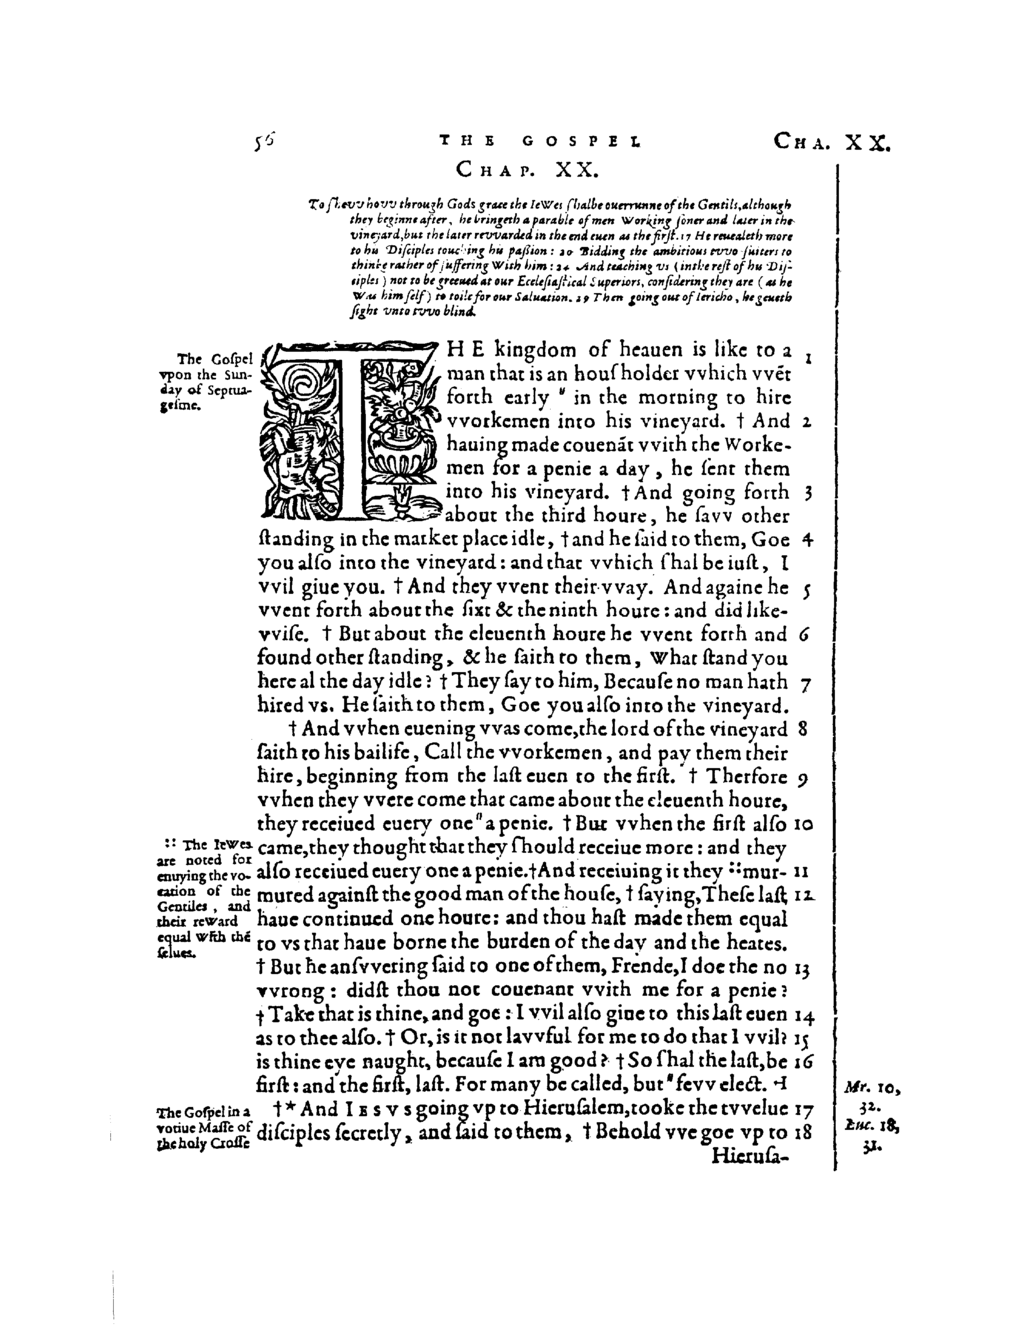 56 THE GOSPEL CHA. XX.
CHAP. XX.
To ſhevv hovv through Gods grace the Iewes ſhalbe ouerrunne of the Gentils, although
they beginne after, he bringeth a parable of men working ſoner and later in the
vineyard, but the later revvarded in the end euen as the firſt. 17 He reuealeth more
to his Diſciples touching his paſsion: 20 Bidding the ambitious tvvo ſuiters to
thinke rather of ſuffering with him: 24 And teaching vs (in the reſt of his Diſ-
ciples) not to be greeued at our Eccleſiaſtical Superiors, conſidering they are (as he
was him ſelf) to toile for our Saluation. 29 Then going out of Iericho, he geueth
ſight vnto tvvo blind.
The Goſpel
vpon the Sun-
day of Septua-
geſme.
THE kingdom of heauen is like to a 1
man that is an houſholder vvhich vvēt
forth early " in the morning to hire
vvorkemen into his vineyard. † And 2
hauing made couenāt vvith the Worke-
men for a penie a day, he ſent them
into his vineyard. † And going forth 3
about the third houre, he ſavv other
ſtanding in the market place idle, † and he ſaid to them, Goe 4
you alſo into the vineyard: and that vvhich ſhal be iuſt, I
vvil giue you. † And they vvent their vvay. And againe he 5
vvent forth about the ſixt & the ninth houre: and did like-
vviſe. † But about the eleuenth houre he vvent forth and 6
found other ſtanding, & he ſaith to them, What ſtand you
here al the day idle? † They ſay to him, Becauſe no man hath 7
hired vs. He ſaith to them, Goe you alſo into the vineyard.
† And vvhen euening vvas come, the lord of the vineyard 8
ſaith to his bailife, Call the vvorkemen, and pay them their
hire, beginning from the laſt euen to the firſt. † Therfore 9
vvhen they vvere come that came about the eleuenth houre,
they receiued euery one " a penie. † But vvhen the firſt alſo 10
came, they thought that they ſhould receiue more: and they
alſo receiued euery one a penie. † And receiuing it they ∷mur- 11
mured againſt the good man of the houſe, † ſaying, Theſe laſt 12
haue continued one houre: and thou haſt made them equal
to vs that haue borne the burden of the day and the heates.
∷ The Iewes
are noted for
enuying the vo-
cation of the
Gentiles, and
their reward
equal with thē
ſelues.
† But he anſvvering ſaid to one of them, Frende, I doe the no 13
vvrong: didſt thou not couenant vvith me for a penie?
† Take that is thine, and goe: I vvil alſo giue to this laſt euen 14
as to thee alſo. † Or, is it not lavvful for me to do that I vvil? 15
is thine eye naught, becauſe I am good? † So ſhal the laſt, be 16
firſt: and the firſt, laſt. For many be called, but " fevv elect. ⊣
The Goſpel in a
votiue Maſſe of
the holy Croſſe
†* And IESVS going vp to Hieruſalem, tooke the tvvelue 17
diſciples ſecretly, and ſaid to them, † Behold vve goe vp to 18
Hieruſa-
Mr. 10,
32.
Luc. 18,
31.